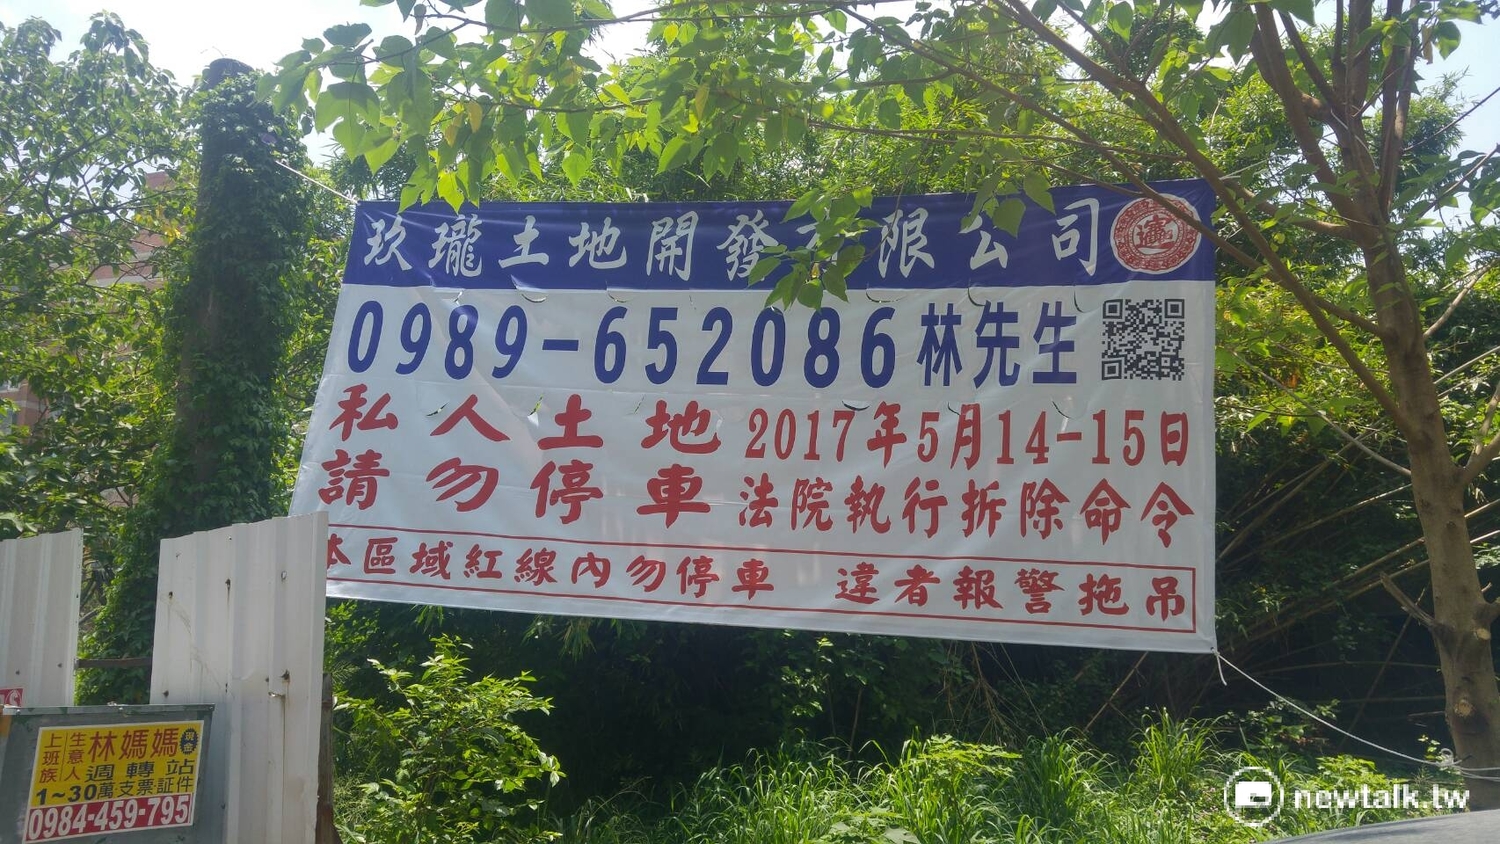 玖瓏土地開發有限公司
0989-652086 林先生
私人土地
請勿停車
2017年5月14-15日
法院執行拆除命令
本區域紅線內勿停車 違者報警拖吊
上班族
生意人
林媽媽
現金
週轉站
1~30萬支票証件
0984-459-795
newtalk.tw